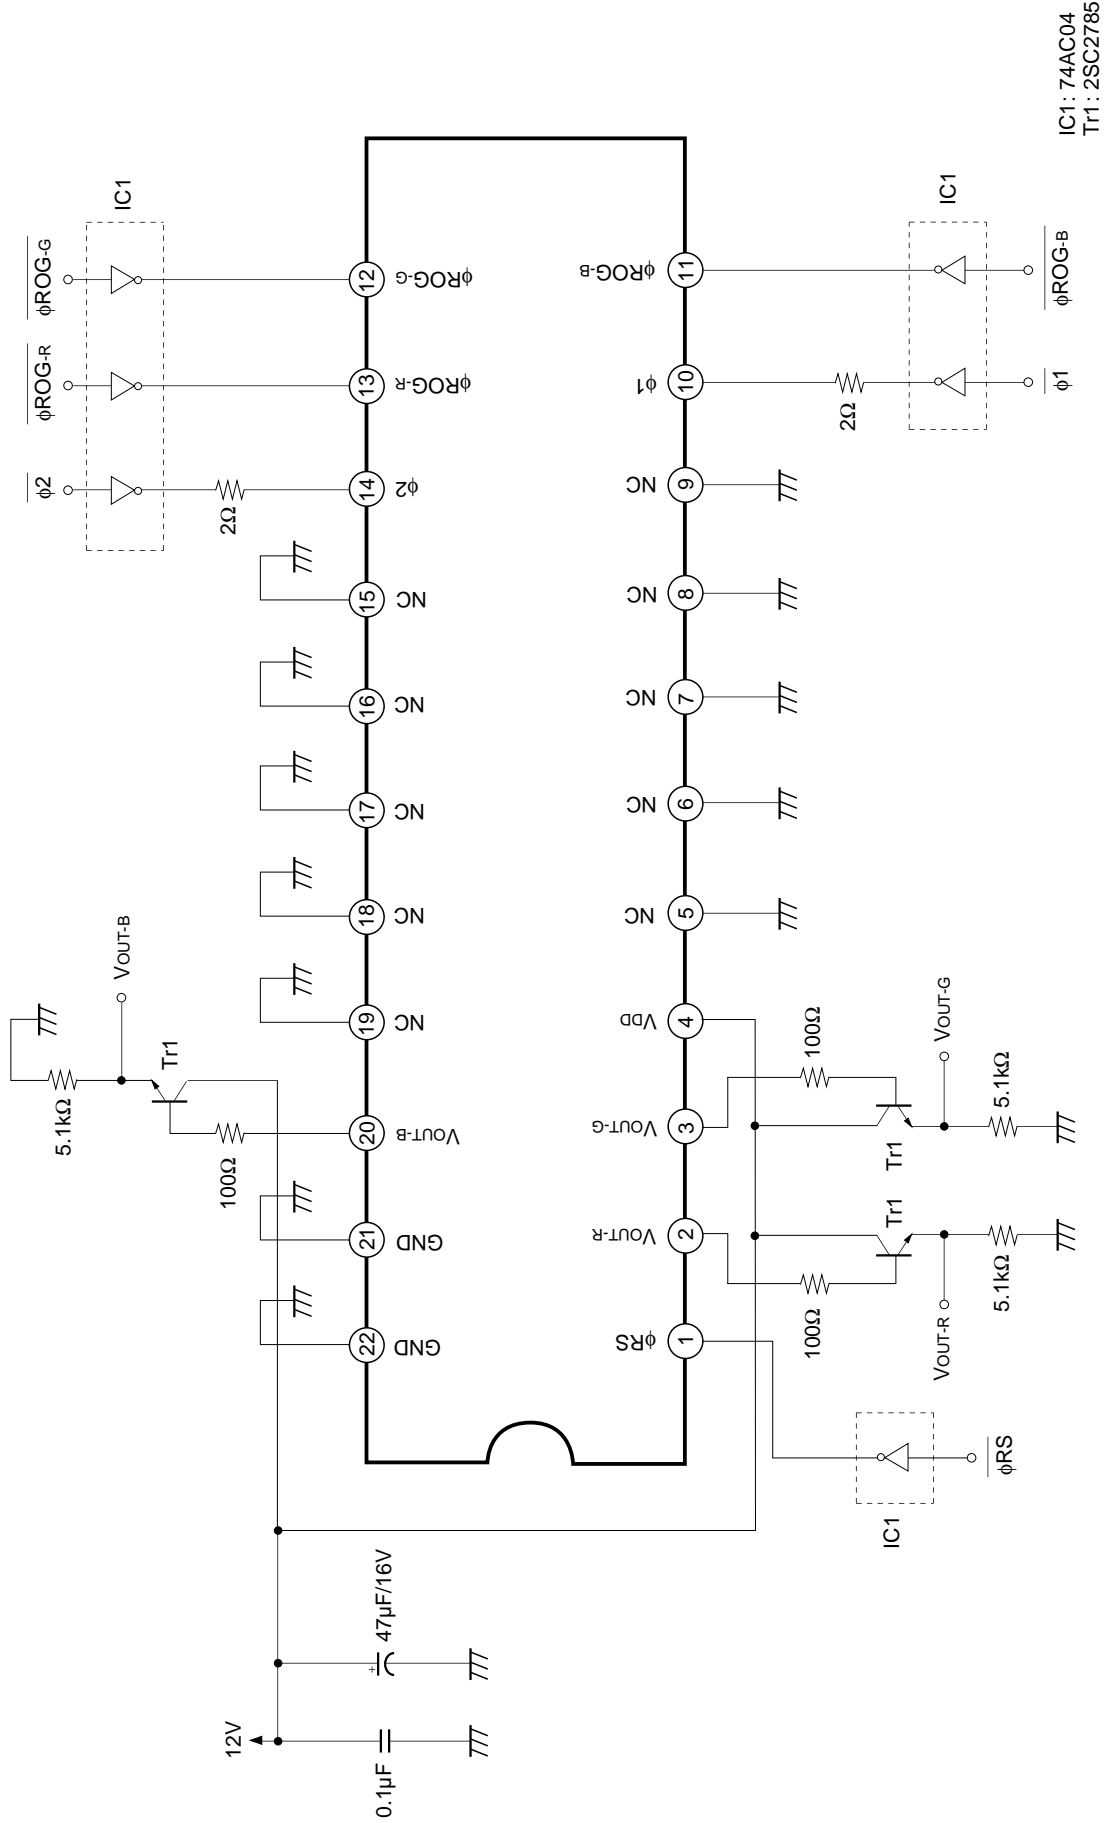 φROG-G
φROG-R
φ2
IC1
2Ω
12
φROG-G
13
φROG-R
14
φ2
15
NC
16
NC
17
NC
18
NC
19
NC
20
VOUT-B
21
GND
22
GND
5.1kΩ
VOUT-B
Tr1
100Ω
12V
0.1µF
+
47µF/16V
1
φRS
2
VOUT-R
3
VOUT-G
4
VDD
5
NC
6
NC
7
NC
8
NC
9
NC
10
φ1
11
φROG-B
IC1
φRS
100Ω
Tr1
VOUT-R
5.1kΩ
100Ω
Tr1
VOUT-G
5.1kΩ
2Ω
IC1
φ1
φROG-B
IC1 : 74AC04
Tr1 : 2SC2785